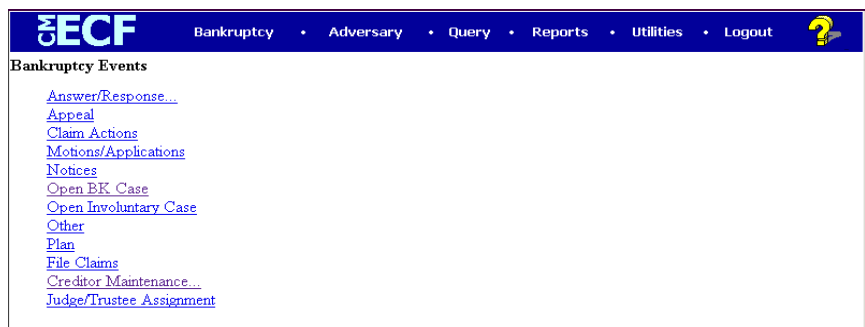 CM ECF Bankruptcy • Adversary • Query • Reports • Utilities • Logout ?
Bankruptcy Events
Answer/Response...
Appeal
Claim Actions
Motions/Applications
Notices
Open BK Case
Open Involuntary Case
Other
Plan
File Claims
Creditor Maintenance...
Judge/Trustee Assignment